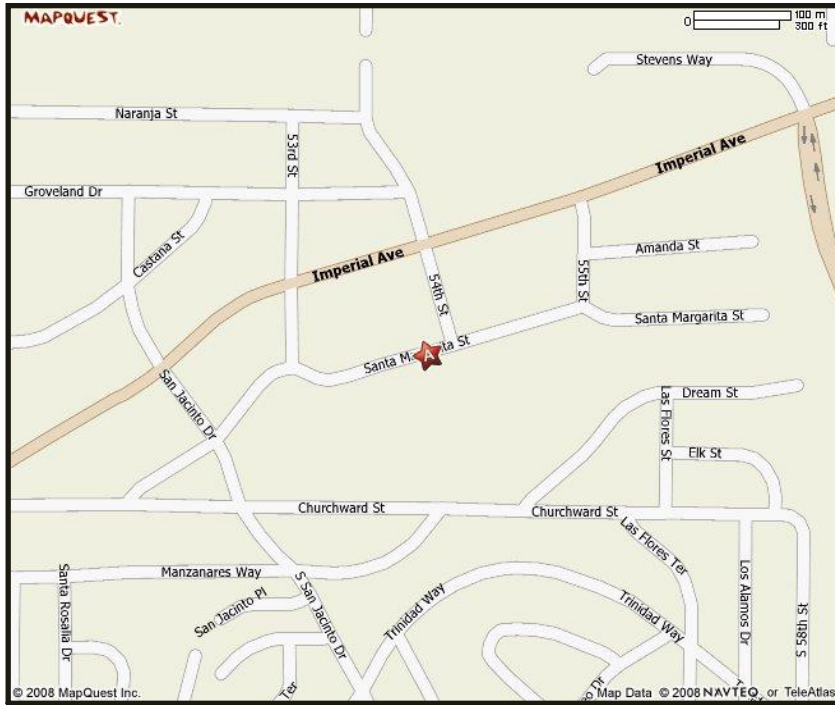 MAPQUEST.
0 100 m
300 ft
Stevens Way
Naranja St
53rd St
Imperial Ave
Groveland Dr
Castana St
Imperial Ave
54th St
55th St
Amanda St
Santa Margarita St
Santa Ma ita St
A
San Jacinto Dr
Las Flores St
Dream St
Elk St
Churchward St
Churchward St
Las Flores Ter
Manzanares Way
Santa Rosalia Dr
San Jacinto Pl
S San Jacinto Dr
Trinidad Way
Trinidad Way
Los Alamos Dr
S 58th St
Ter
o Dr
© 2008 MapQuest Inc.
Map Data © 2008 NAVTEQ or TeleAtlas